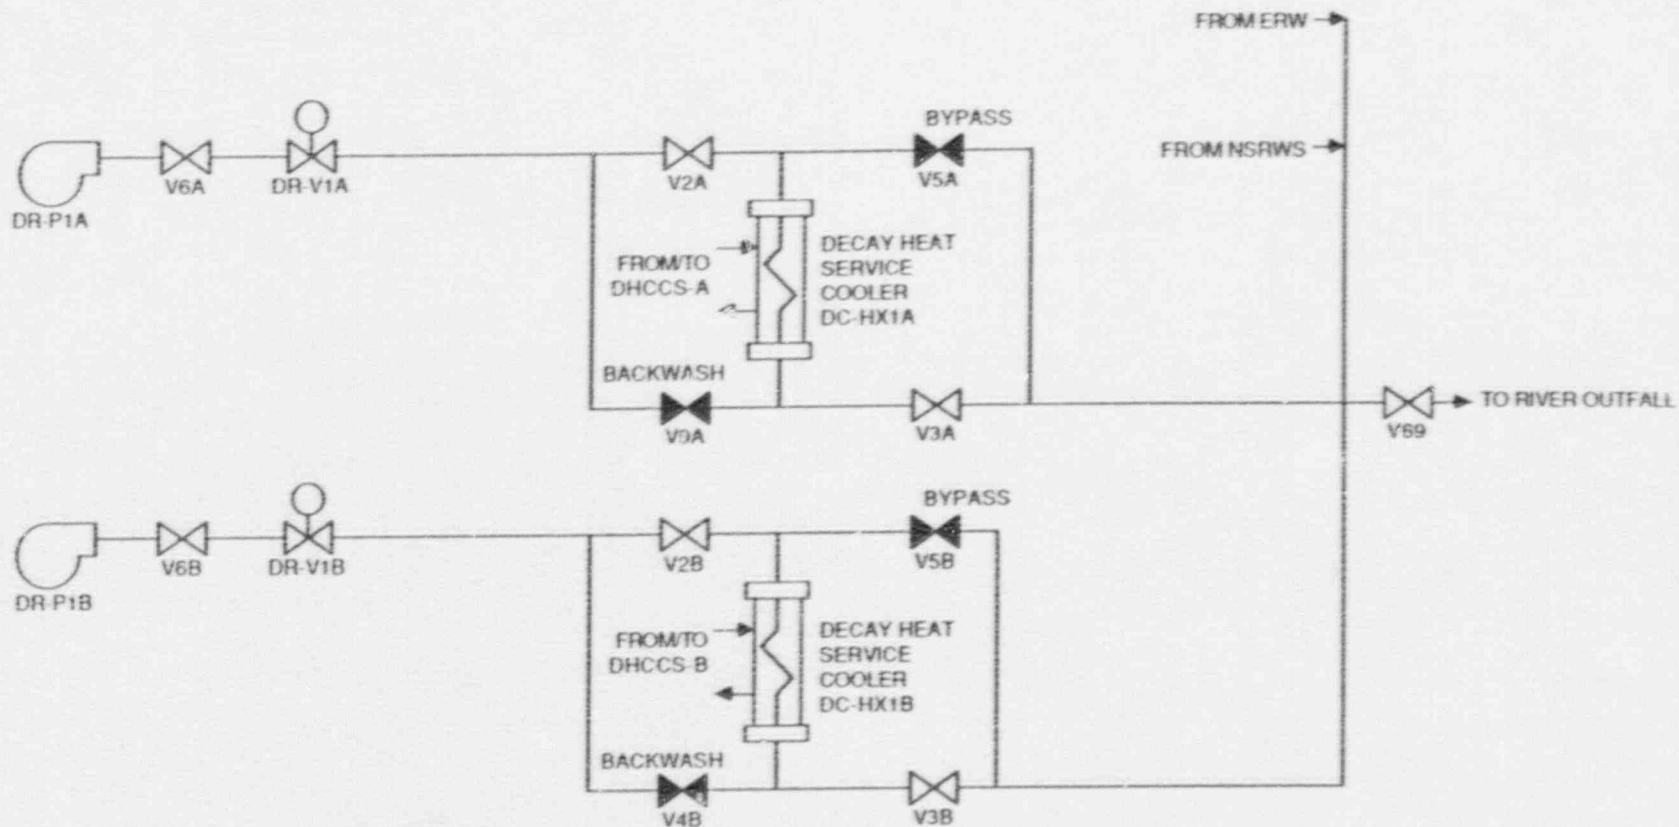 FROM ERW
BYPASS
FROM NSRWS
V6A
DR-V1A
V2A
V5A
DR-P1A
FROM/TO
DHCCS-A
DECAY HEAT
SERVICE
COOLER
DC-HX1A
BACKWASH
V9A
V3A
TO RIVER OUTFALL
V69
BYPASS
V6B
DR-V1B
V2B
V5B
DR-P1B
FROM/TO
DHCCS-B
DECAY HEAT
SERVICE
COOLER
DC-HX1B
BACKWASH
V4B
V3B